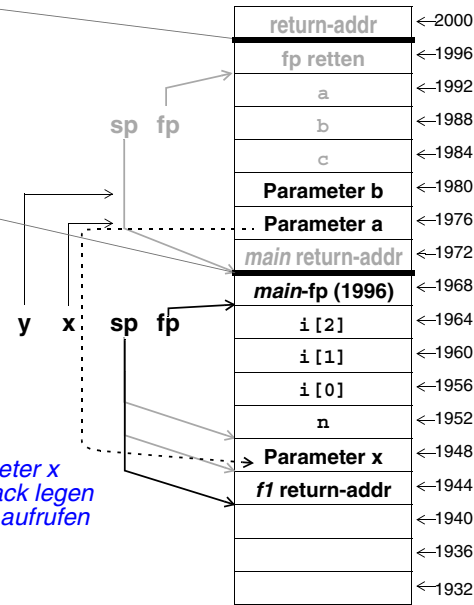 return-addr
2000
fp retten
1996
a
1992
sp fp
b
1988
c
1984
Parameter b
1980
Parameter a
1976
main return-addr
1972
main-fp (1996)
1968
y x sp fp
i[2]
1964
i[1]
1960
i[0]
1956
n
1952
eter x
Parameter x
1948
ack legen
f1 return-addr
1944
aufrufen
1940
1936
1932